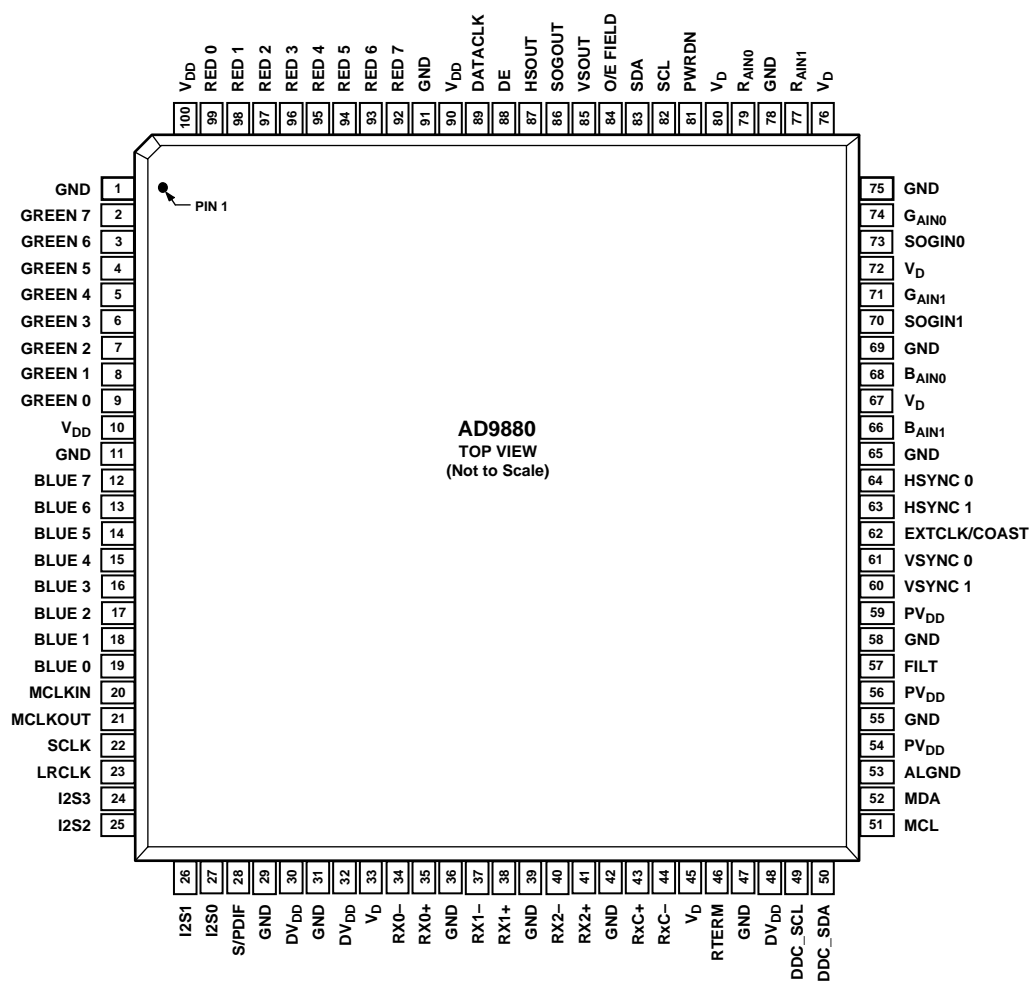 VDD
RED 0
RED 1
RED 2
RED 3
RED 4
RED 5
RED 6
RED 7
GND
VDD
DATACLK
DE
HSOUT
SOGOUT
VSOUT
O/E FIELD
SDA
SCL
PWRDN
VD
RAIN0
GND
RAIN1
VD
100
99
98
97
96
95
94
93
92
91
90
89
88
87
86
85
84
83
82
81
80
79
78
77
76
GND 1
GREEN 7 2
GREEN 6 3
GREEN 5 4
GREEN 4 5
GREEN 3 6
GREEN 2 7
GREEN 1 8
GREEN 0 9
VDD 10
GND 11
BLUE 7 12
BLUE 6 13
BLUE 5 14
BLUE 4 15
BLUE 3 16
BLUE 2 17
BLUE 1 18
BLUE 0 19
MCLKIN 20
MCLKOUT 21
SCLK 22
LRCLK 23
I2S3 24
I2S2 25
PIN 1
AD9880
TOP VIEW
(Not to Scale)
75 GND
74 GAIN0
73 SOGIN0
72 VD
71 GAIN1
70 SOGIN1
69 GND
68 BAIN0
67 VD
66 BAIN1
65 GND
64 HSYNC 0
63 HSYNC 1
62 EXTCLK/COAST
61 VSYNC 0
60 VSYNC 1
59 PVDD
58 GND
57 FILT
56 PVDD
55 GND
54 PVDD
53 ALGND
52 MDA
51 MCL
26
27
28
29
30
31
32
33
34
35
36
37
38
39
40
41
42
43
44
45
46
47
48
49
50
I2S1
I2S0
S/PDIF
GND
DVDD
GND
DVDD
VD
RX0–
RX0+
GND
RX1–
RX1+
GND
RX2–
RX2+
GND
RxC+
RxC–
VD
RTERM
GND
DVDD
DDC_SCL
DDC_SDA